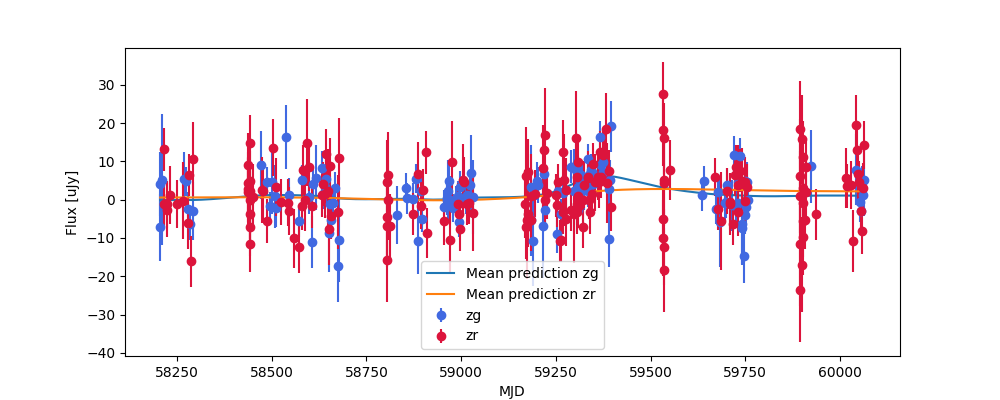 30
20
10
0
−10
−20
−30
−40
Flux [uJy]
58250 58500 58750 59000 59250 59500 59750 60000
MJD
Mean prediction zg
Mean prediction zr
zg
zr